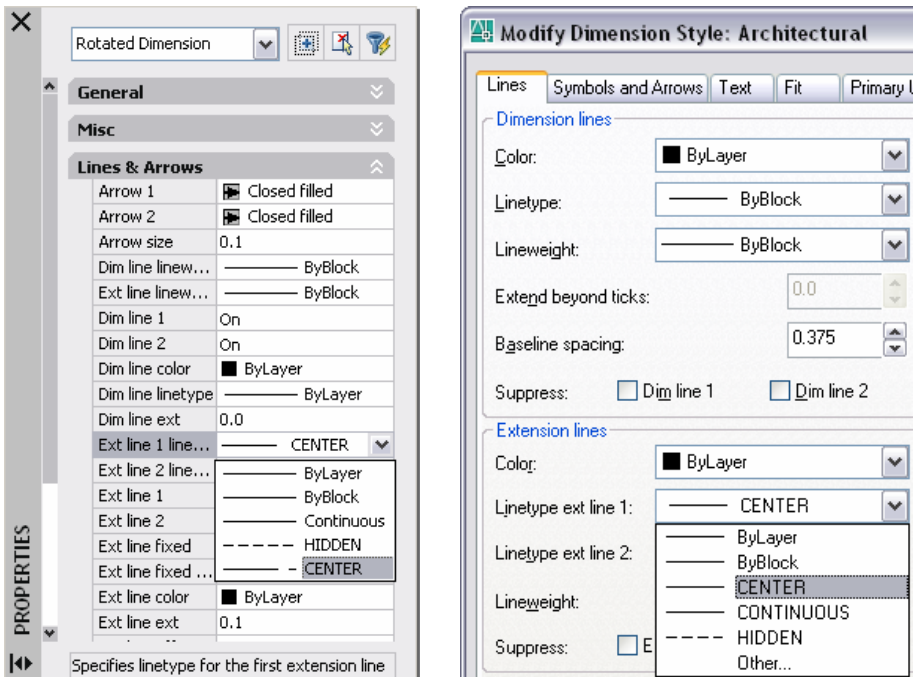 Rotated Dimension
General
Misc
Lines & Arrows
Arrow 1 Closed filled
Arrow 2 Closed filled
Arrow size 0.1
Dim line linew... ByBlock
Ext line linew... ByBlock
Dim line 1 On
Dim line 2 On
Dim line color ByLayer
Dim line linetype ByLayer
Dim line ext 0.0
Ext line 1 line... CENTER
Ext line 2 line... ByLayer
Ext line 1 ByBlock
Ext line 2 Continuous
Ext line fixed HIDDEN
Ext line fixed ... CENTER
Ext line color ByLayer
Ext line ext 0.1
PROPERTIES
Specifies linetype for the first extension line
Modify Dimension Style: Architectural
Lines Symbols and Arrows Text Fit Primary
Dimension lines
Color: ByLayer
Linetype: ByBlock
Lineweight: ByBlock
Extend beyond ticks: 0.0
Baseline spacing: 0.375
Suppress: Dim line 1 Dim line 2
Extension lines
Color: ByLayer
Linetype ext line 1: CENTER
Linetype ext line 2:
ByLayer
ByBlock
CENTER
CONTINUOUS
HIDDEN
Other...
Lineweight:
Suppress: E